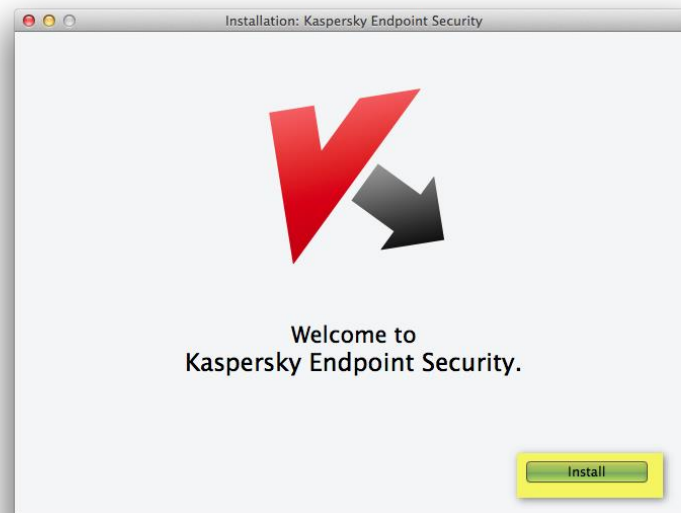 Installation: Kaspersky Endpoint Security
Welcome to
Kaspersky Endpoint Security.
Install